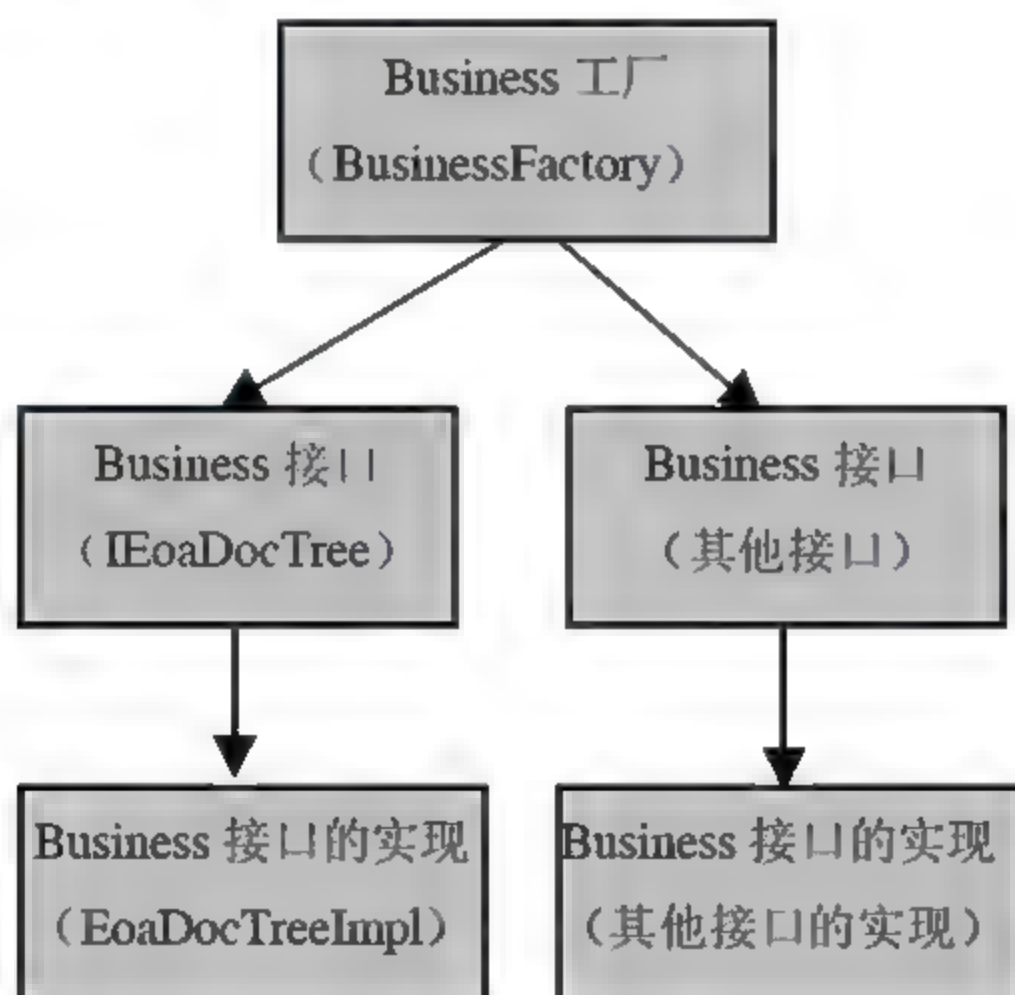 Business 工厂
（BusinessFactory）
Business 接口
（IEoaDocTree）
Business 接口
（其他接口）
Business 接口的实现
（EoaDocTreeImpl）
Business 接口的实现
（其他接口的实现）